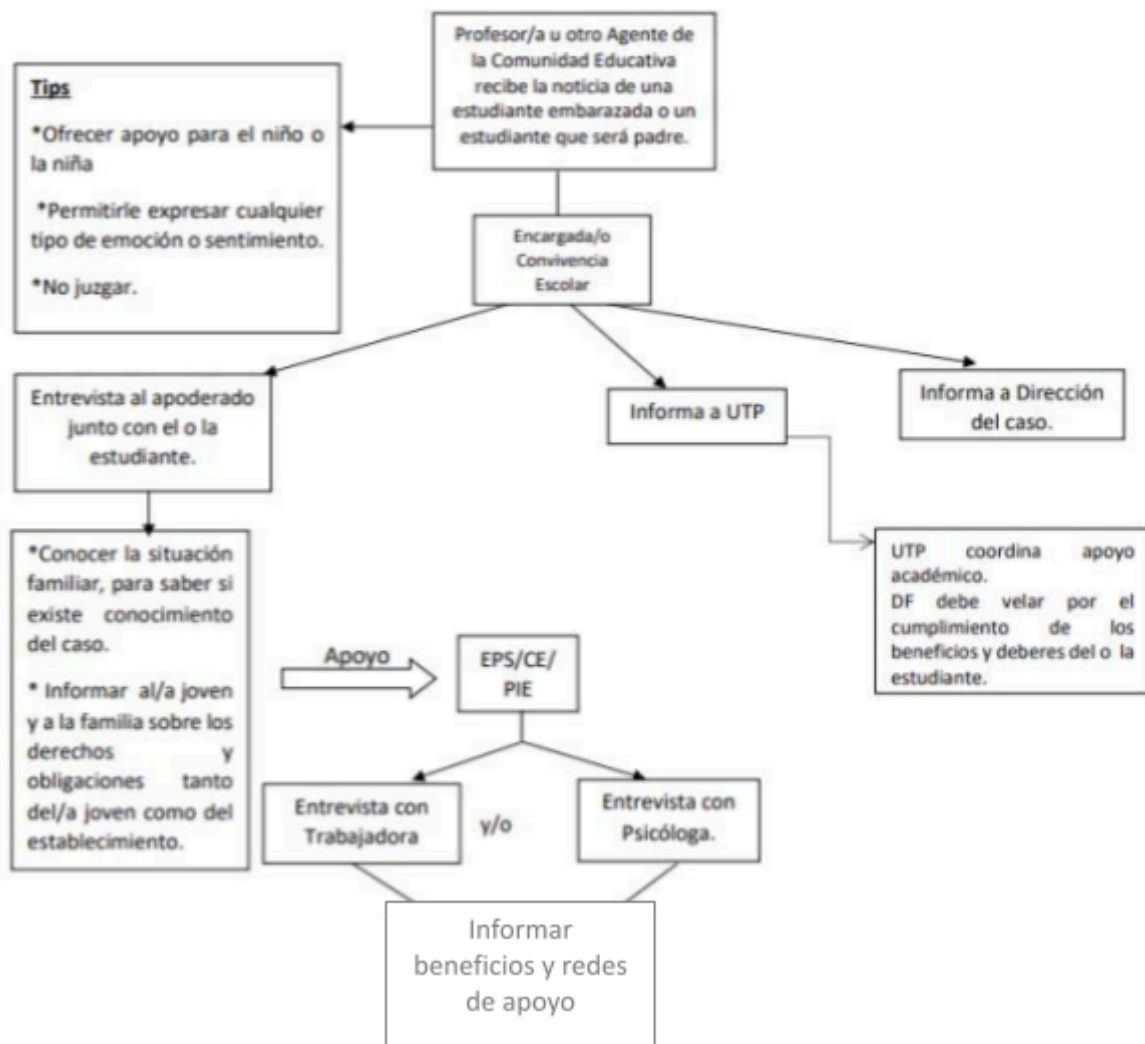 Profesor/a u otro Agente de
la Comunidad Educativa
recibe la noticia de una
estudiante embarazada o un
estudiante que será padre.
Tips
*Ofrecer apoyo para el niño o
la niña
*Permitirle expresar cualquier
tipo de emoción o sentimiento.
*No juzgar.
Encargada/o
Convivencia
Escolar
Entrevista al apoderado
junto con el o la
estudiante.
Informa a UTP
Informa a Dirección
del caso.
*Conocer la situación
familiar, para saber si
existe conocimiento
del caso.
* Informar al/a joven
y a la familia sobre los
derechos y
obligaciones tanto
del/a joven como del
establecimiento.
UTP coordina apoyo
académico.
DF debe velar por el
cumplimiento de los
beneficios y deberes del o la
estudiante.
Apoyo
EPS/CE/
PIE
Entrevista con
Trabajadora
y/o
Entrevista con
Psicóloga.
Informar
beneficios y redes
de apoyo